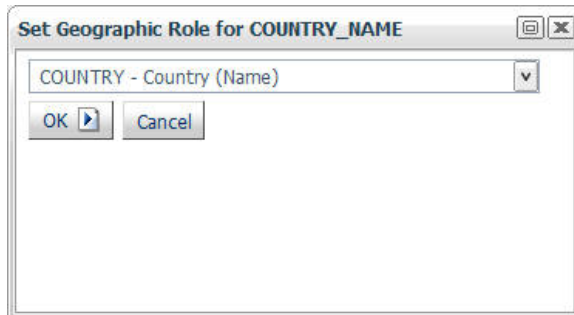 Set Geographic Role for COUNTRY_NAME
COUNTRY - Country (Name)
OK Cancel